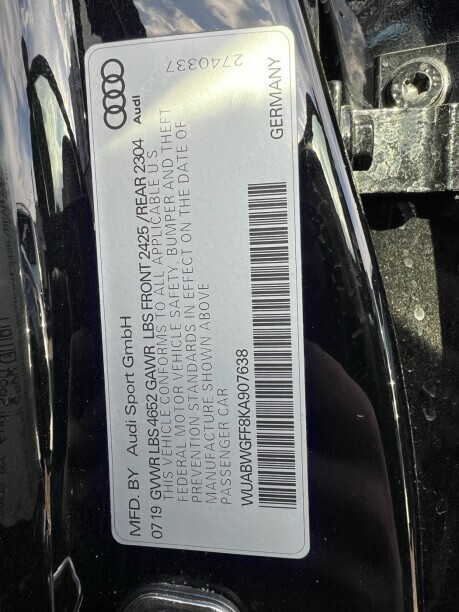 MFD. BY Audi Sport GmbH
0719 GVWR LBS 4652 GAWR LBS FRONT 2425/REAR 2304
THIS VEHICLE CONFORMS TO ALL APPLICABLE US
FEDERAL MOTOR VEHICLE SAFETY, BUMPER AND THEFT
PREVENTION STANDARDS IN EFFECT ON THE DATE OF
MANUFACTURE SHOWN ABOVE
PASSENGER CAR
WUABWGFF8KA907638
GERMANY
Audi
2740337